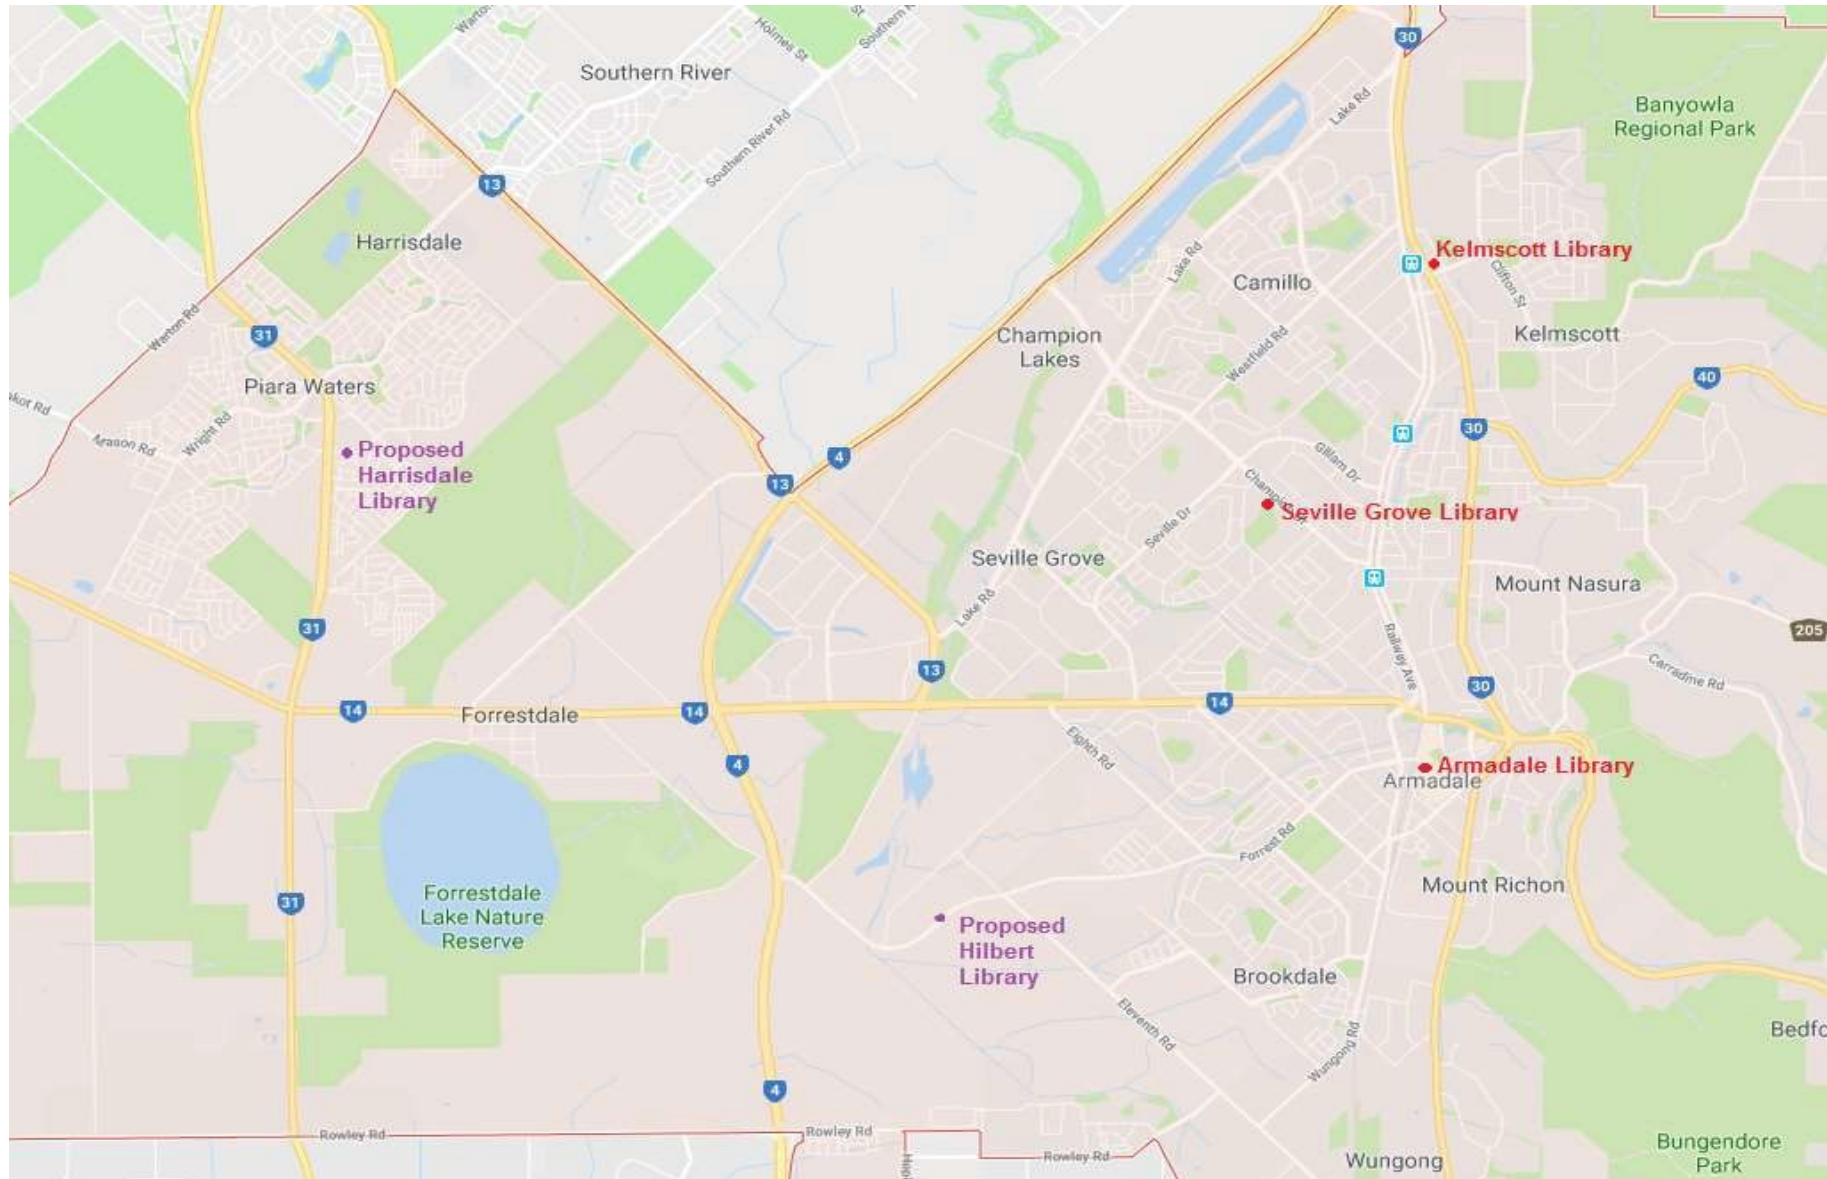 Warton
St
Holmes St
Southern R
Southern River
30
Lake Rd
Banyowla
Regional Park
Southern River Rd
13
Harrisdale
Lake Rd
Kelmscott Library
Camillo
Clifton St
Warton Rd
31
Champion
Lakes
Kelmscott
Westfield Rd
Piara Waters
40
Wright Rd
Mason Rd
30
Proposed
Harrisdale
Library
4
13
Gillam Dr
Seville Grove Library
Seville Dr
Seville Grove
Mount Nasura
Lake Rd
31
205
Railway Ave
13
Carradine Rd
30
14
Forrestdale
14
14
Eighth Rd
4
Armadale Library
Armadale
Forrest Rd
Forrestdale
Lake Nature
Reserve
31
Mount Richon
Proposed
Hilbert
Library
Brookdale
Eleventh Rd
Bedfo
Wungong Rd
4
Rowley Rd
Rowley Rd
Rowley Rd
Wungong
Bungendore
Park